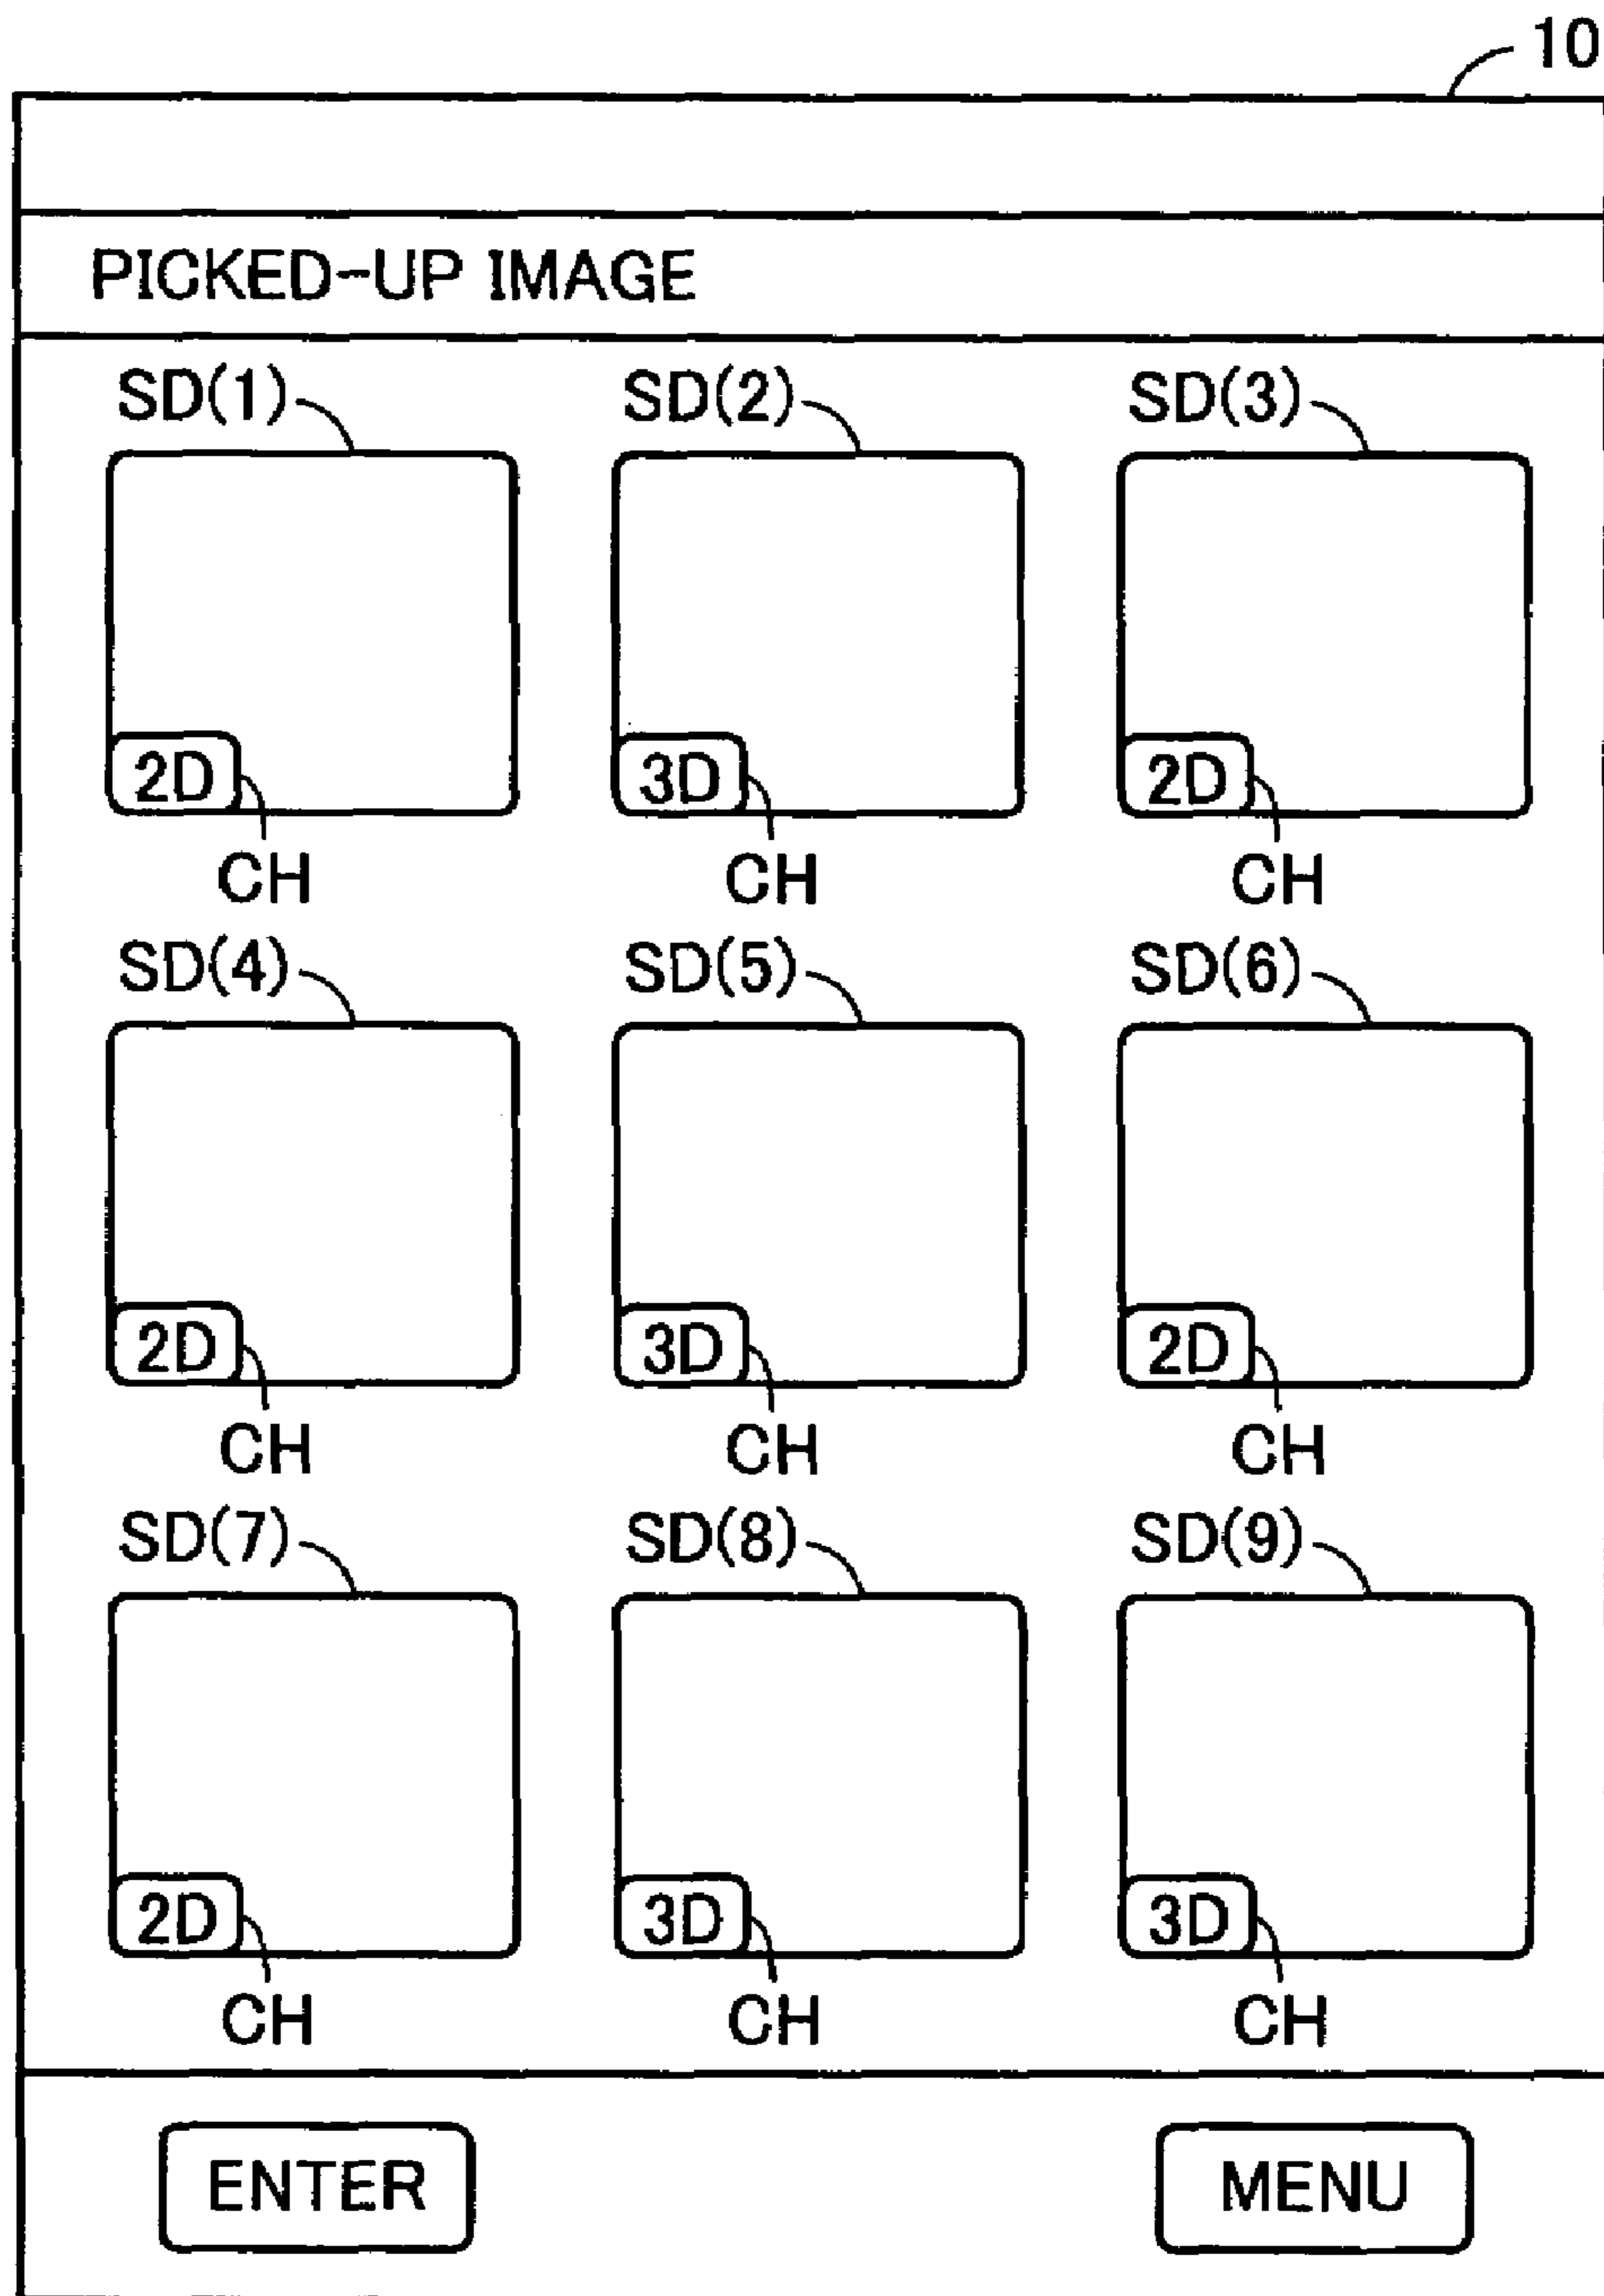 10
PICKED-UP IMAGE
SD(1) SD(2) SD(3)
2D 3D 2D
CH CH CH
SD(4) SD(5) SD(6)
2D 3D 2D
CH CH CH
SD(7) SD(8) SD(9)
2D 3D 3D
CH CH CH
ENTER MENU